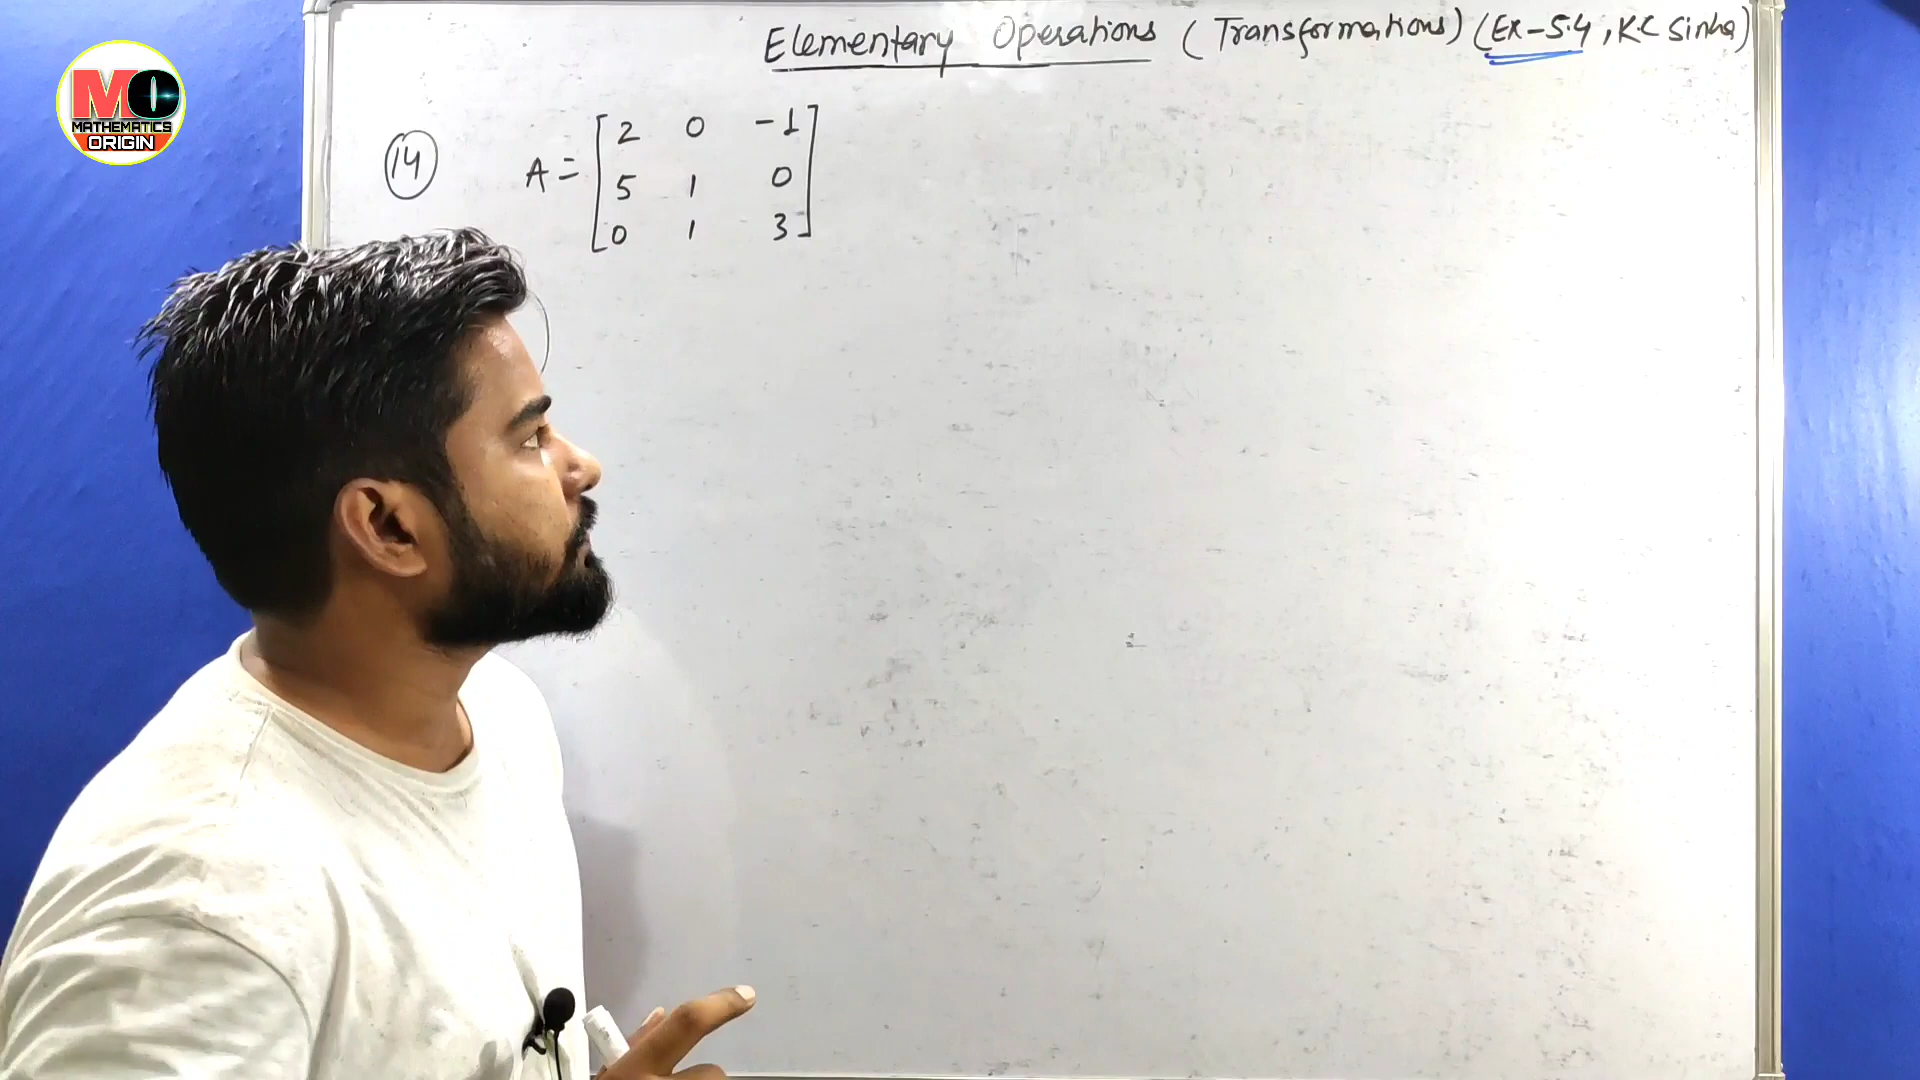 MO
MATHEMATICS
ORIGIN
Elementary Operations (Transformations) (Ex-5.4, K.C Sinha)
14
A = [2 0 -1
5 1 0
0 1 3]